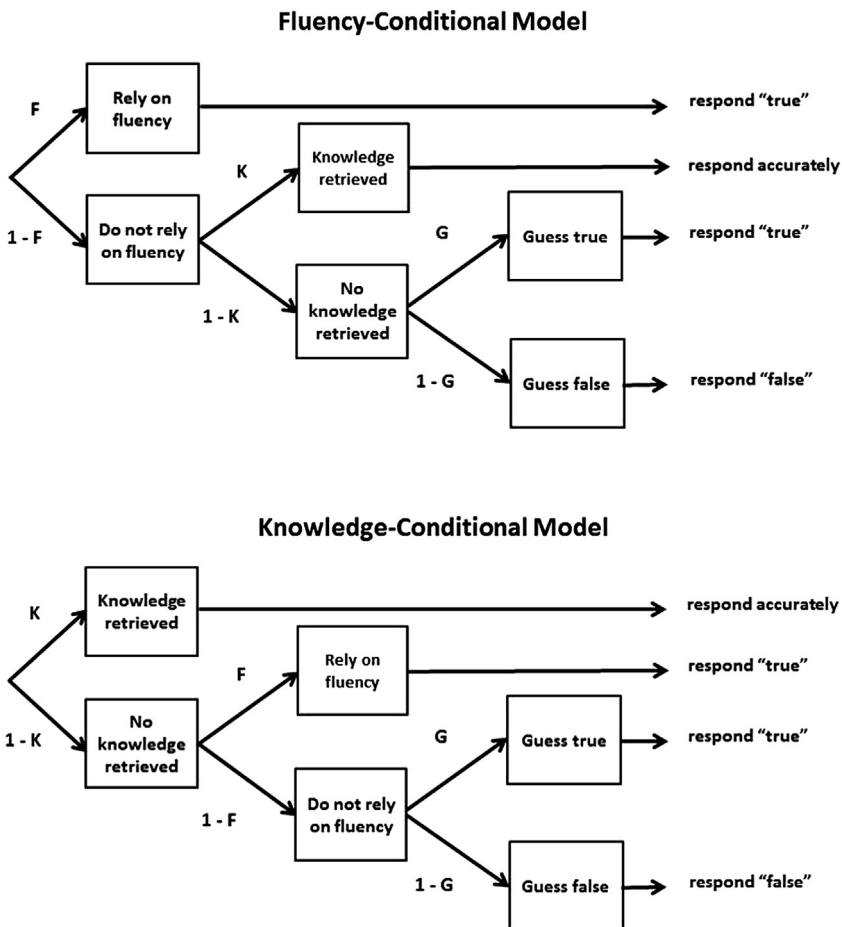 Fluency-Conditional Model
F
Rely on
fluency
respond “true”
1 - F
Do not rely
on fluency
K
Knowledge
retrieved
respond accurately
1 - K
No
knowledge
retrieved
G
Guess true
respond “true”
1 - G
Guess false
respond “false”
Knowledge-Conditional Model
K
Knowledge
retrieved
respond accurately
1 - K
No
knowledge
retrieved
F
Rely on
fluency
respond “true”
1 - F
Do not rely
on fluency
G
Guess true
respond “true”
1 - G
Guess false
respond “false”